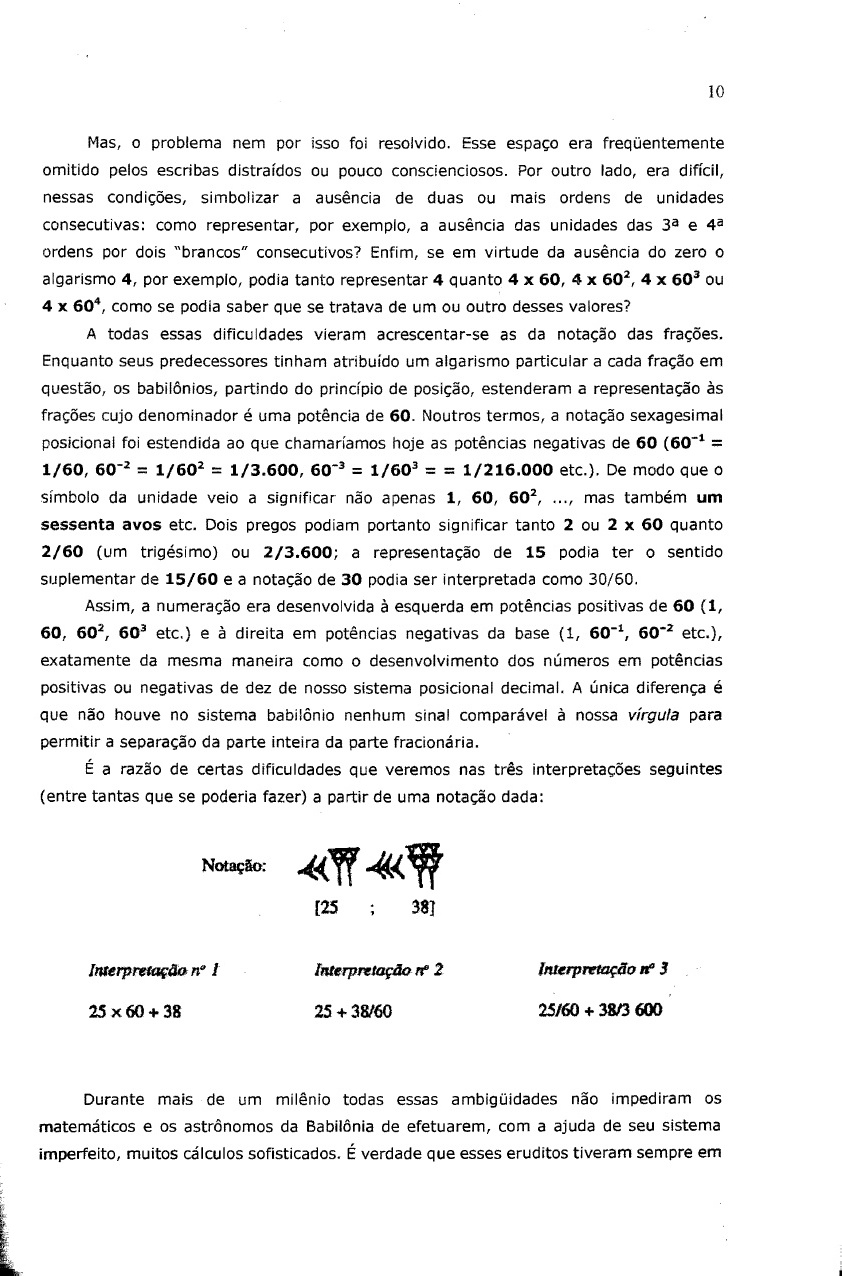 10
Mas, o problema nem por isso foi resolvido. Esse espaço era freqüentemente
omitido pelos escribas distraídos ou pouco conscienciosos. Por outro lado, era difícil,
nessas condições, simbolizar a ausência de duas ou mais ordens de unidades
consecutivas: como representar, por exemplo, a ausência das unidades das 3ª e 4ª
ordens por dois "brancos" consecutivos? Enfim, se em virtude da ausência do zero o
algarismo 4, por exemplo, podia tanto representar 4 quanto 4 x 60, 4 x 60², 4 x 60³ ou
4 x 60⁴, como se podia saber que se tratava de um ou outro desses valores?
A todas essas dificuldades vieram acrescentar-se as da notação das frações.
Enquanto seus predecessores tinham atribuído um algarismo particular a cada fração em
questão, os babilônios, partindo do princípio de posição, estenderam a representação às
frações cujo denominador é uma potência de 60. Noutros termos, a notação sexagesimal
posicional foi estendida ao que chamaríamos hoje as potências negativas de 60 (60⁻¹ =
1/60, 60⁻² = 1/60² = 1/3.600, 60⁻³ = 1/60³ = = 1/216.000 etc.). De modo que o
símbolo da unidade veio a significar não apenas 1, 60, 60², ..., mas também um
sessenta avos etc. Dois pregos podiam portanto significar tanto 2 ou 2 x 60 quanto
2/60 (um trigésimo) ou 2/3.600; a representação de 15 podia ter o sentido
suplementar de 15/60 e a notação de 30 podia ser interpretada como 30/60.
Assim, a numeração era desenvolvida à esquerda em potências positivas de 60 (1,
60, 60², 60³ etc.) e à direita em potências negativas da base (1, 60⁻¹, 60⁻² etc.),
exatamente da mesma maneira como o desenvolvimento dos números em potências
positivas ou negativas de dez de nosso sistema posicional decimal. A única diferença é
que não houve no sistema babilônio nenhum sinal comparável à nossa vírgula para
permitir a separação da parte inteira da parte fracionária.
É a razão de certas dificuldades que veremos nas três interpretações seguintes
(entre tantas que se poderia fazer) a partir de uma notação dada:
Notação:
[25 ; 38]
Interpretação nº 1 Interpretação nº 2 Interpretação nº 3
25 x 60 + 38 25 + 38/60 25/60 + 38/3 600
Durante mais de um milênio todas essas ambigüidades não impediram os
matemáticos e os astrônomos da Babilônia de efetuarem, com a ajuda de seu sistema
imperfeito, muitos cálculos sofisticados. É verdade que esses eruditos tiveram sempre em